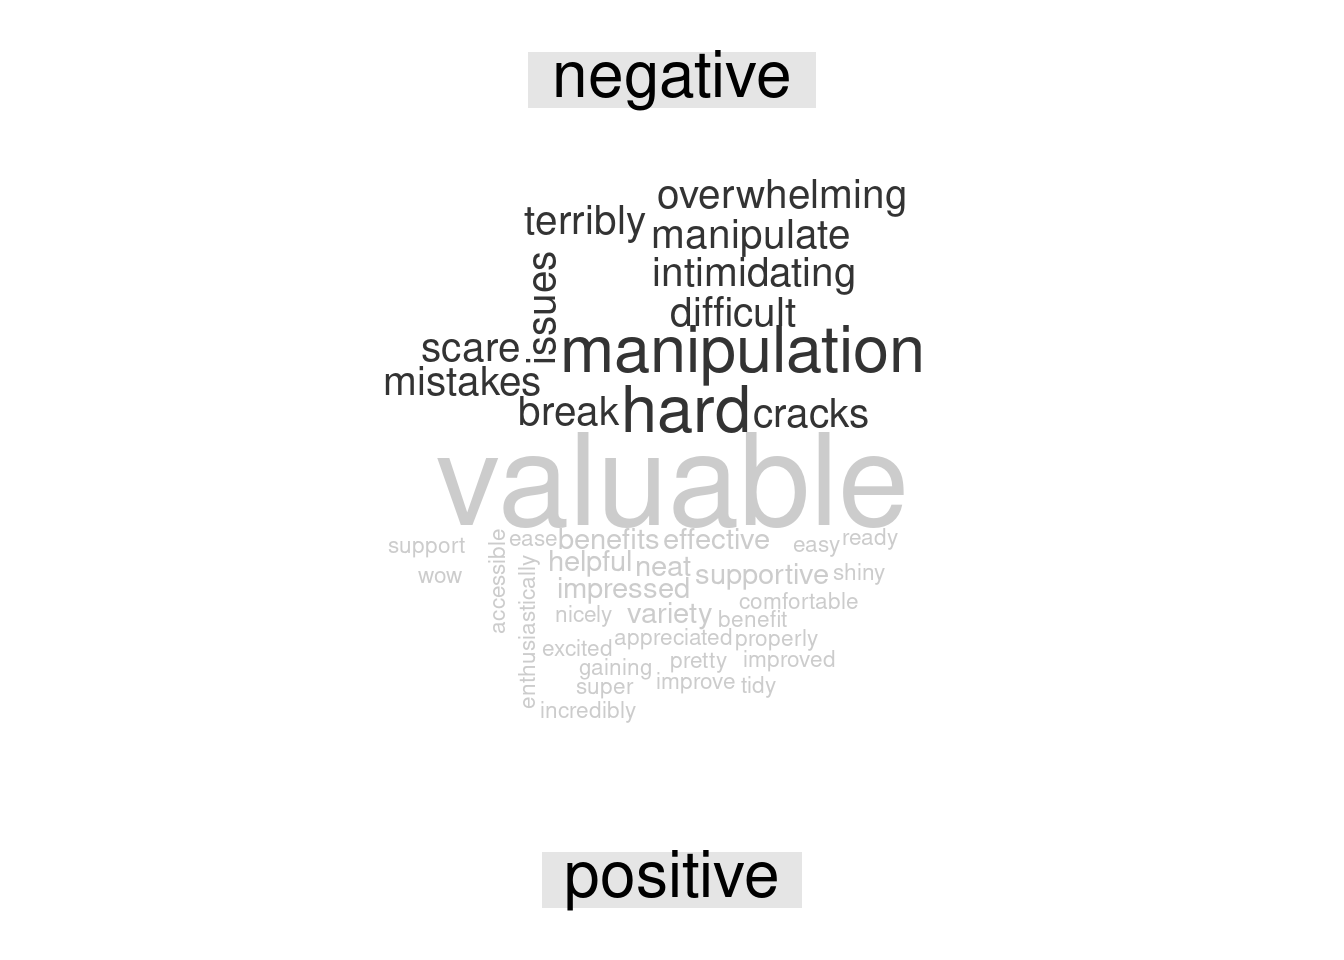 negative
overwhelming
terribly
manipulate
issues
intimidating
difficult
scare
manipulation
mistakes
break hard cracks
valuable
support
accessible
ease benefits effective easy ready
wow
enthusiastically
helpful neat supportive shiny
impressed
comfortable
nicely variety benefit
appreciated properly
excited
gaining pretty improved
super improve tidy
incredibly
positive